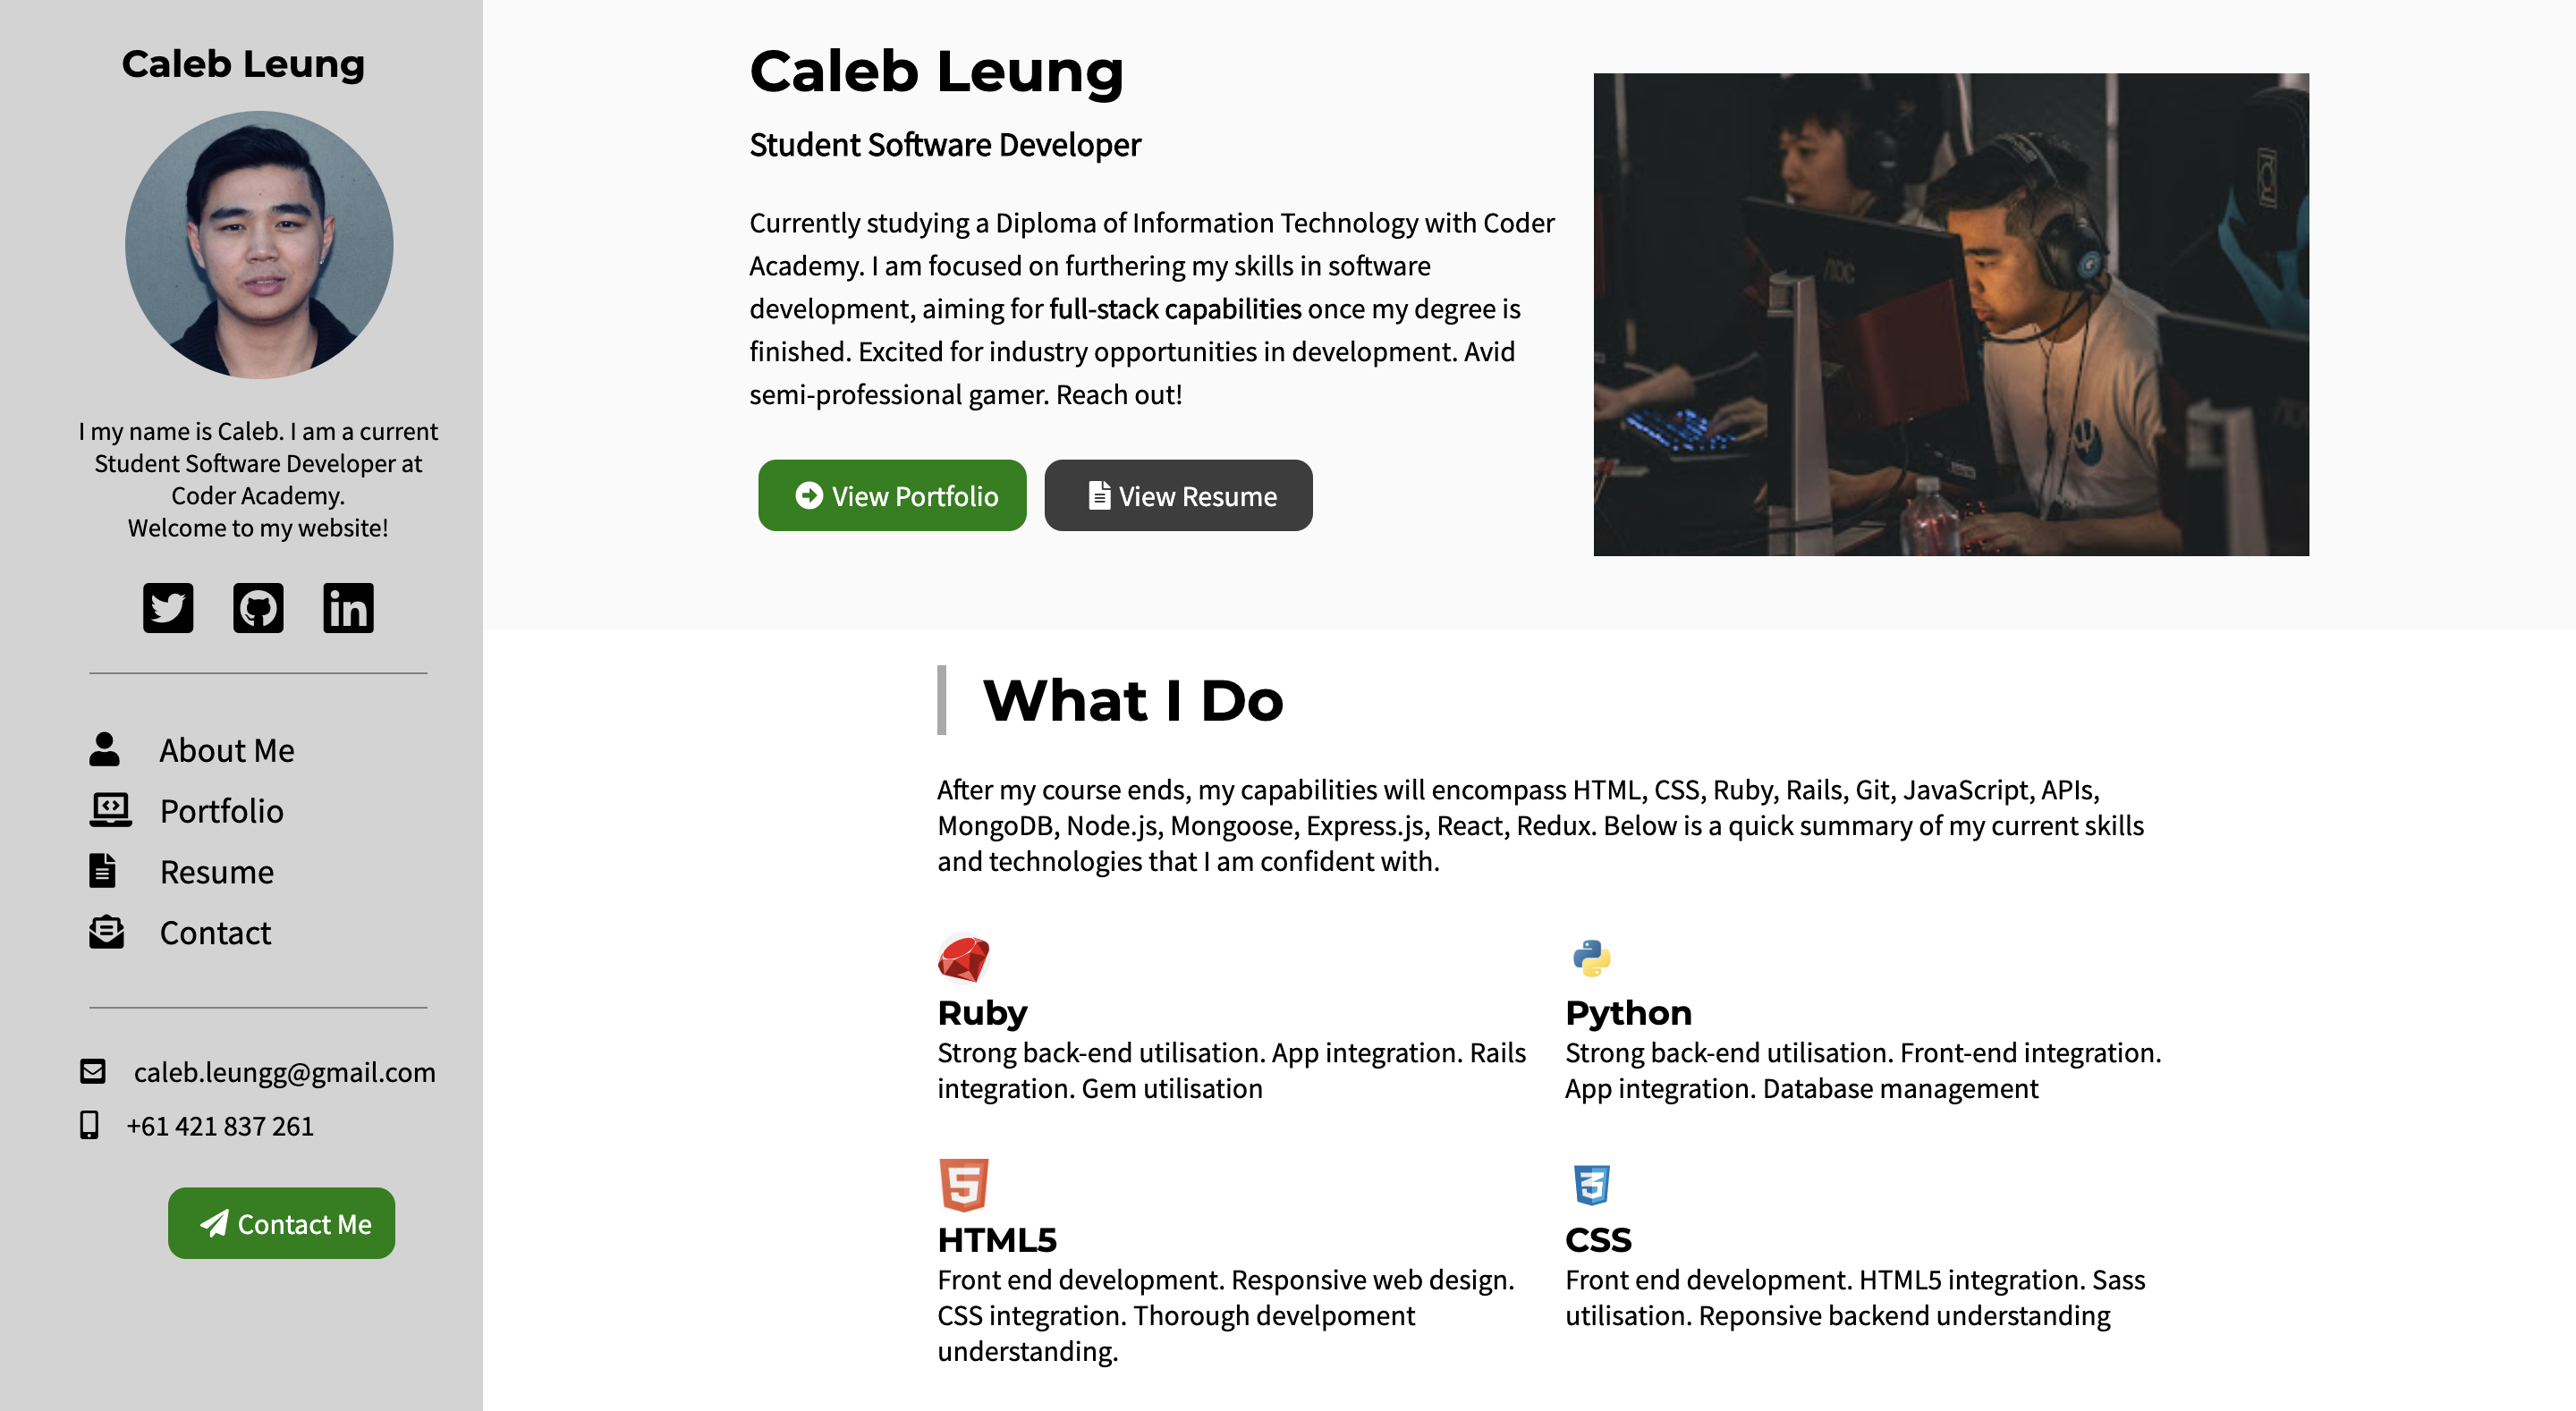 Caleb Leung
I my name is Caleb. I am a current
Student Software Developer at
Coder Academy.
Welcome to my website!
About Me
Portfolio
Resume
Contact
caleb.leungg@gmail.com
+61 421 837 261
Contact Me
Caleb Leung
Student Software Developer
Currently studying a Diploma of Information Technology with Coder
Academy. I am focused on furthering my skills in software
development, aiming for full-stack capabilities once my degree is
finished. Excited for industry opportunities in development. Avid
semi-professional gamer. Reach out!
View Portfolio
View Resume
What I Do
After my course ends, my capabilities will encompass HTML, CSS, Ruby, Rails, Git, JavaScript, APIs,
MongoDB, Node.js, Mongoose, Express.js, React, Redux. Below is a quick summary of my current skills
and technologies that I am confident with.
Ruby
Strong back-end utilisation. App integration. Rails
integration. Gem utilisation
Python
Strong back-end utilisation. Front-end integration.
App integration. Database management
HTML5
Front end development. Responsive web design.
CSS integration. Thorough develpoment
understanding.
CSS
Front end development. HTML5 integration. Sass
utilisation. Reponsive backend understanding